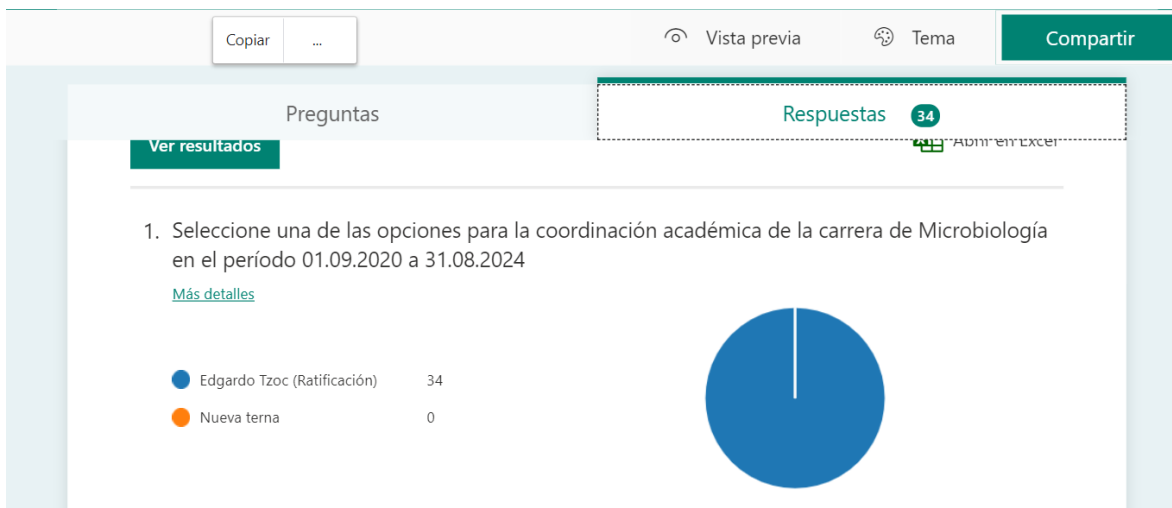 Copiar ...
Vista previa
Tema
Compartir
Preguntas
Respuestas 34
Ver resultados
Abrir en Excel
1. Seleccione una de las opciones para la coordinación académica de la carrera de Microbiología
en el período 01.09.2020 a 31.08.2024
Más detalles
Edgardo Tzoc (Ratificación) 34
Nueva terna 0